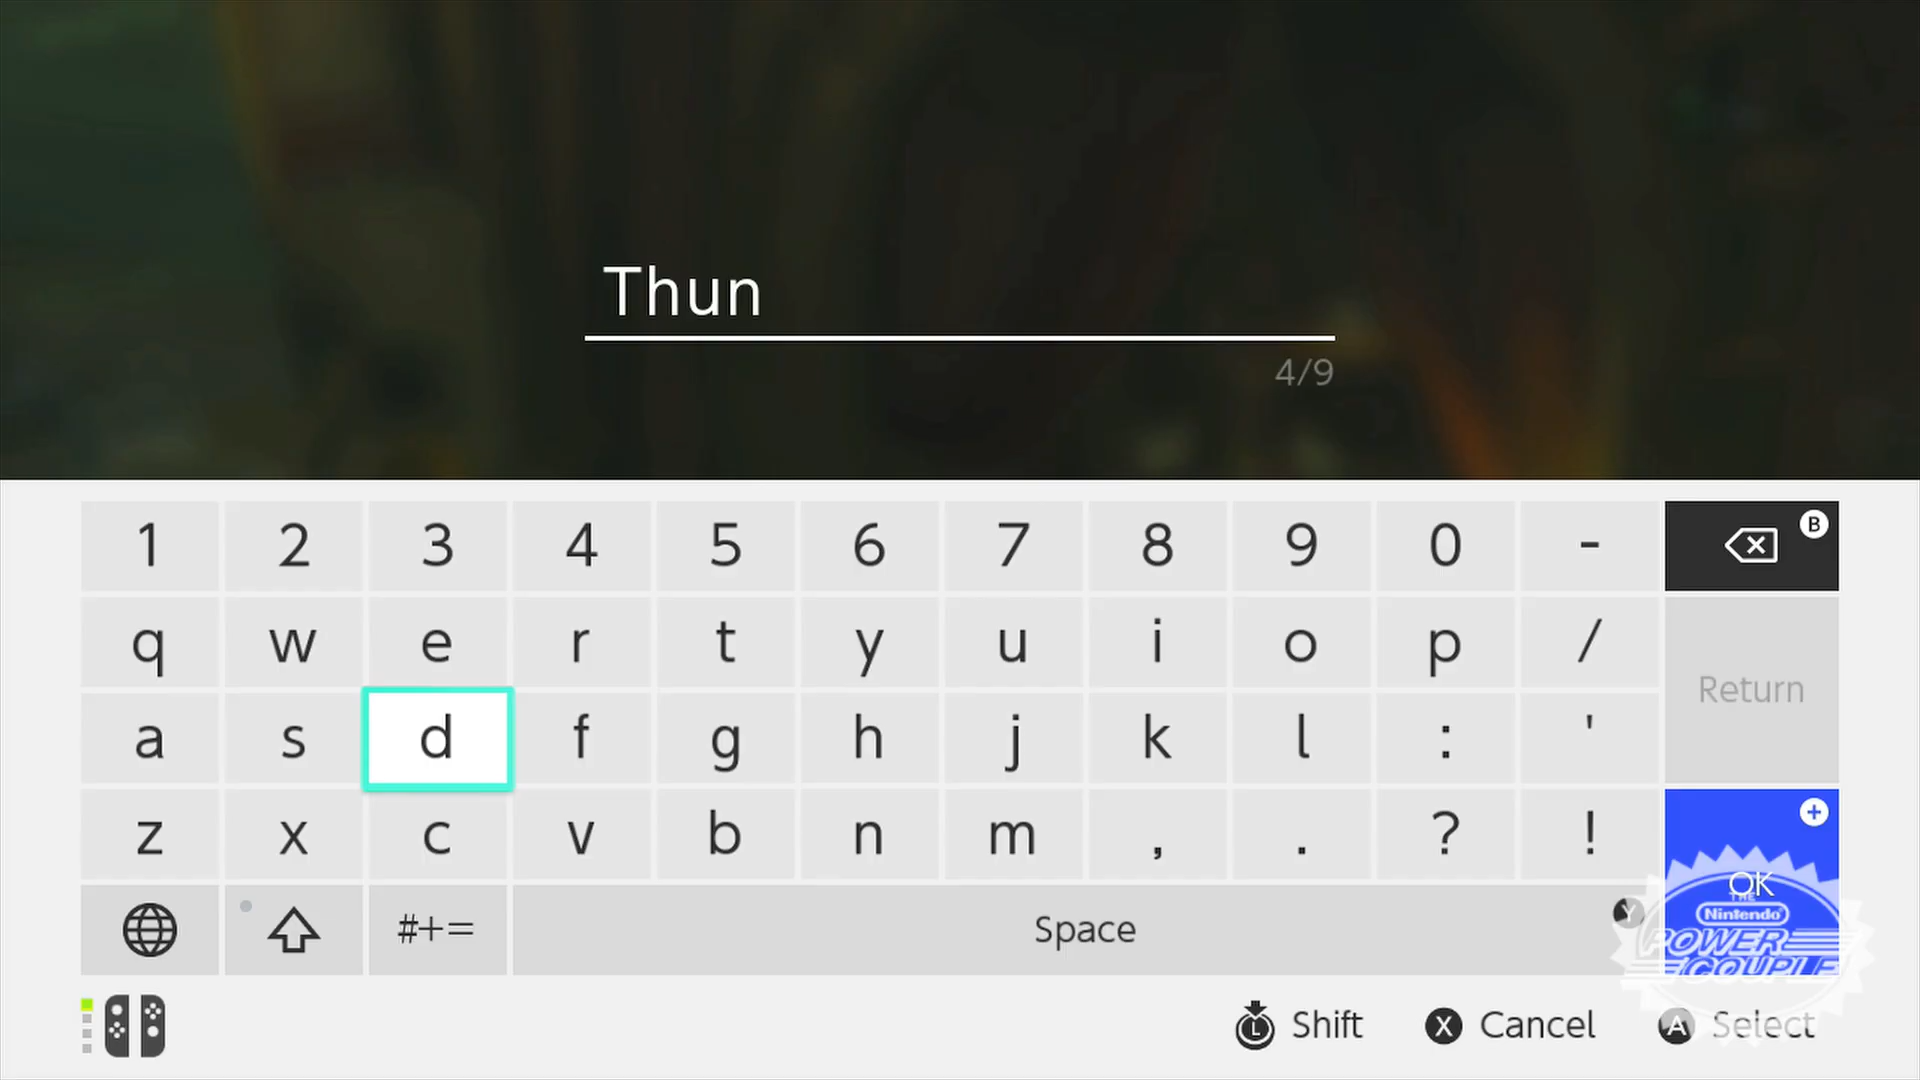 Thun
4/9
1 2 3 4 5 6 7 8 9 0 - B
q w e r t y u i o p /
Return
a s d f g h j k l : '
z x c v b n m , . ? ! +
OK
#+= Space Y
THE
Nintendo
POWER
COUPLE
L Shift X Cancel A Select